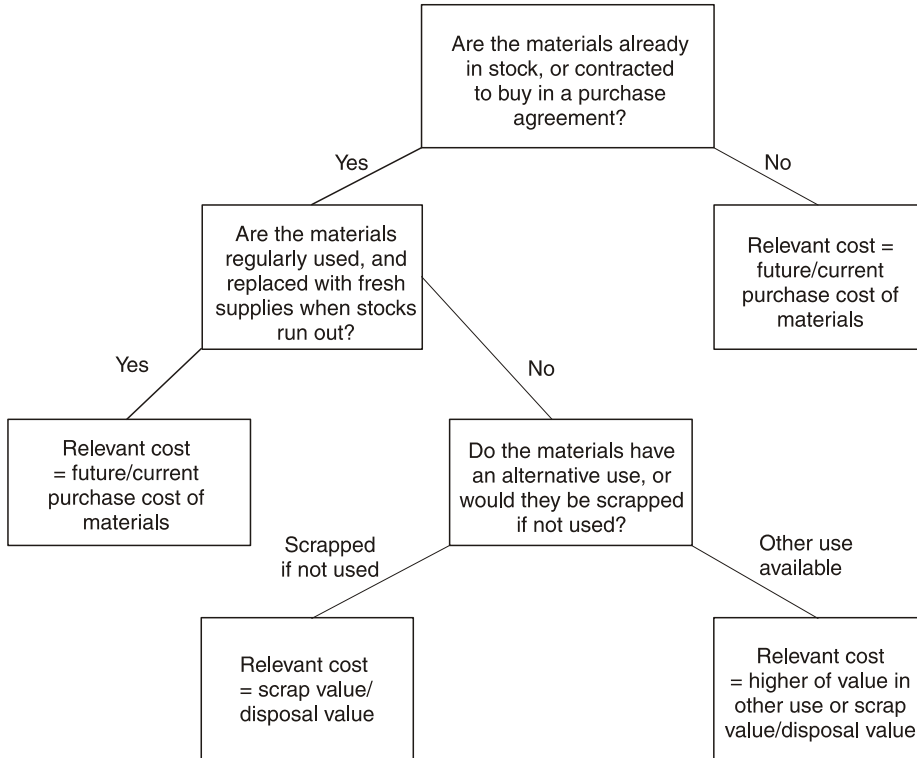 Are the materials already
in stock, or contracted
to buy in a purchase
agreement?
Yes
No
Are the materials
regularly used, and
replaced with fresh
supplies when stocks
run out?
Relevant cost =
future/current
purchase cost of
materials
Yes
No
Relevant cost
= future/current
purchase cost of
materials
Do the materials have
an alternative use, or
would they be scrapped
if not used?
Scrapped
if not used
Other use
available
Relevant cost
= scrap value/
disposal value
Relevant cost
= higher of value in
other use or scrap
value/disposal value